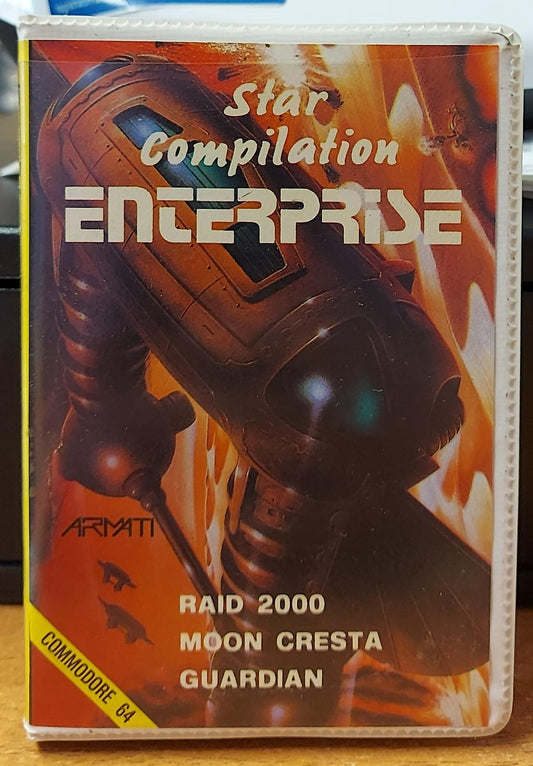 Star
Compilation
ENTERPRISE
ARMATI
RAID 2000
MOON CRESTA
GUARDIAN
COMMODORE 64